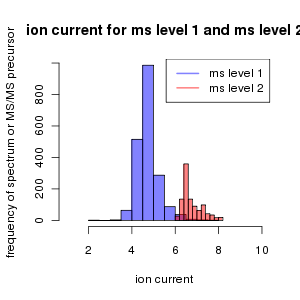 ion current for ms level 1 and ms level 2
frequency of spectrum or MS/MS precursor
ms level 1
ms level 2
800
600
400
200
0
2 4 6 8 10
ion current